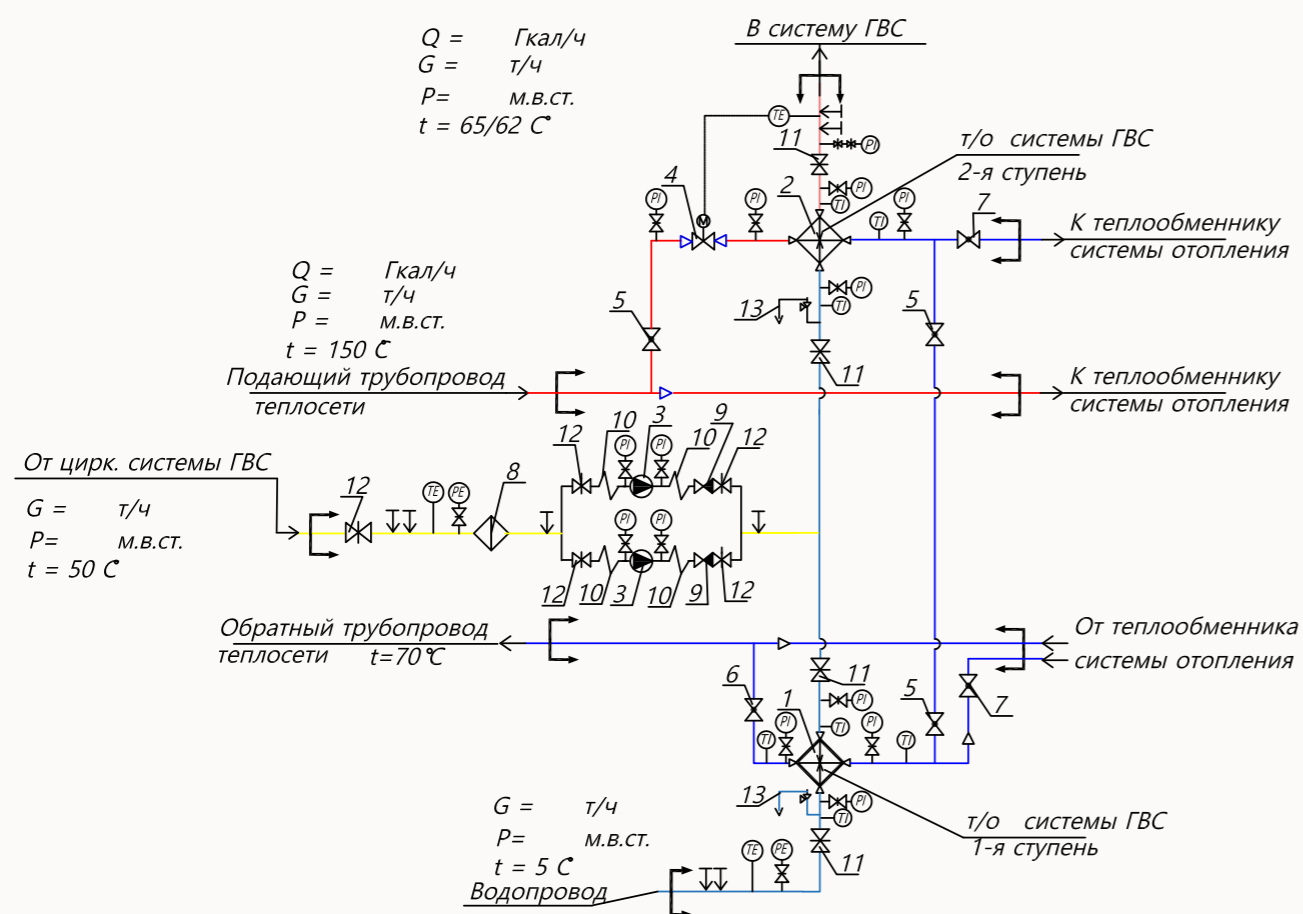 В систему ГВС
Q = Гкал/ч
G = т/ч
P= м.в.ст.
t = 65/62 C°
TE
11
PI
т/о системы ГВС
2-я ступень
4
2
PI
TI
PI
PI
M
TI
PI
7
К теплообменнику
системы отопления
Q = Гкал/ч
G = т/ч
P = м.в.ст.
t = 150 C°
PI
TI
13
5
5
11
Подающий трубопровод
теплосети
К теплообменнику
системы отопления
12
10
3
10
9
12
PI
PI
От цирк. системы ГВС
12
8
TE
PE
G = т/ч
P= м.в.ст.
t = 50 C°
PI
PI
12
10
3
10
9
12
Обратный трубопровод
теплосети t=70°C
От теплообменника
системы отопления
6
11
1
PI
5
7
TI
PI
TI
PI
TI
13
PI
TI
G = т/ч
P= м.в.ст.
t = 5 C°
Водопровод
TE
PE
11
т/о системы ГВС
1-я ступень